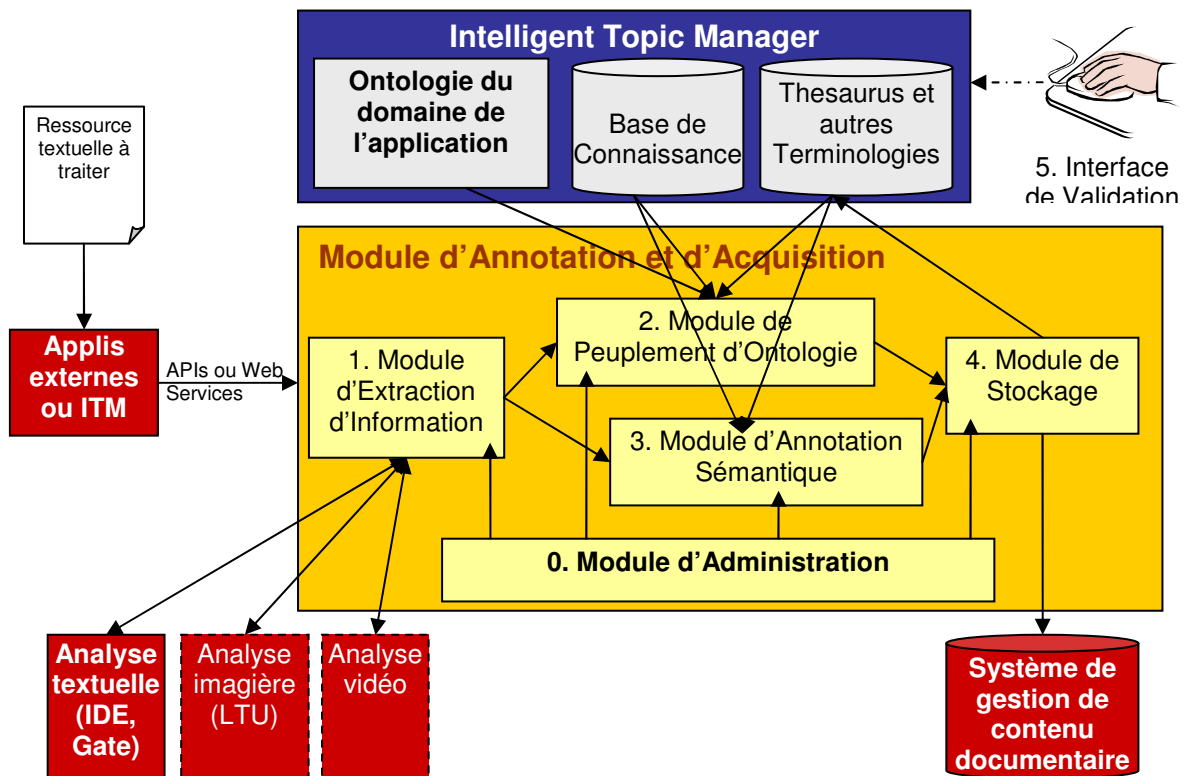 Intelligent Topic Manager
Ontologie du
domaine de
l’application
Base de
Connaissance
Thesaurus et
autres
Terminologies
5. Interface
de Validation
Ressource
textuelle à
traiter
Module d’Annotation et d’Acquisition
Applis
externes
ou ITM
APIs ou Web
Services
1. Module
d’Extraction
d’Information
2. Module de
Peuplement d’Ontologie
3. Module d’Annotation
Sémantique
4. Module de
Stockage
0. Module d’Administration
Analyse
textuelle
(IDE,
Gate)
Analyse
imagière
(LTU)
Analyse
vidéo
Système de
gestion de
contenu
documentaire